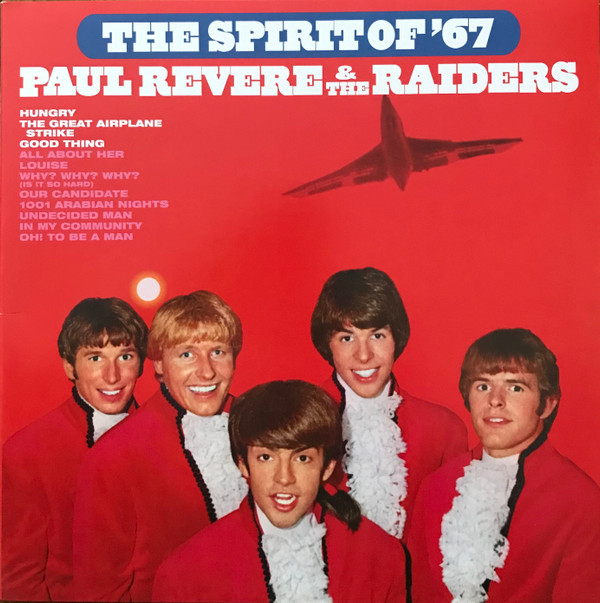 THE SPIRIT OF '67
PAUL REVERE & THE RAIDERS
HUNGRY
THE GREAT AIRPLANE
STRIKE
GOOD THING
ALL ABOUT HER
LOUISE
WHY? WHY? WHY?
(IS IT SO HARD)
OUR CANDIDATE
1001 ARABIAN NIGHTS
UNDECIDED MAN
IN MY COMMUNITY
OH! TO BE A MAN